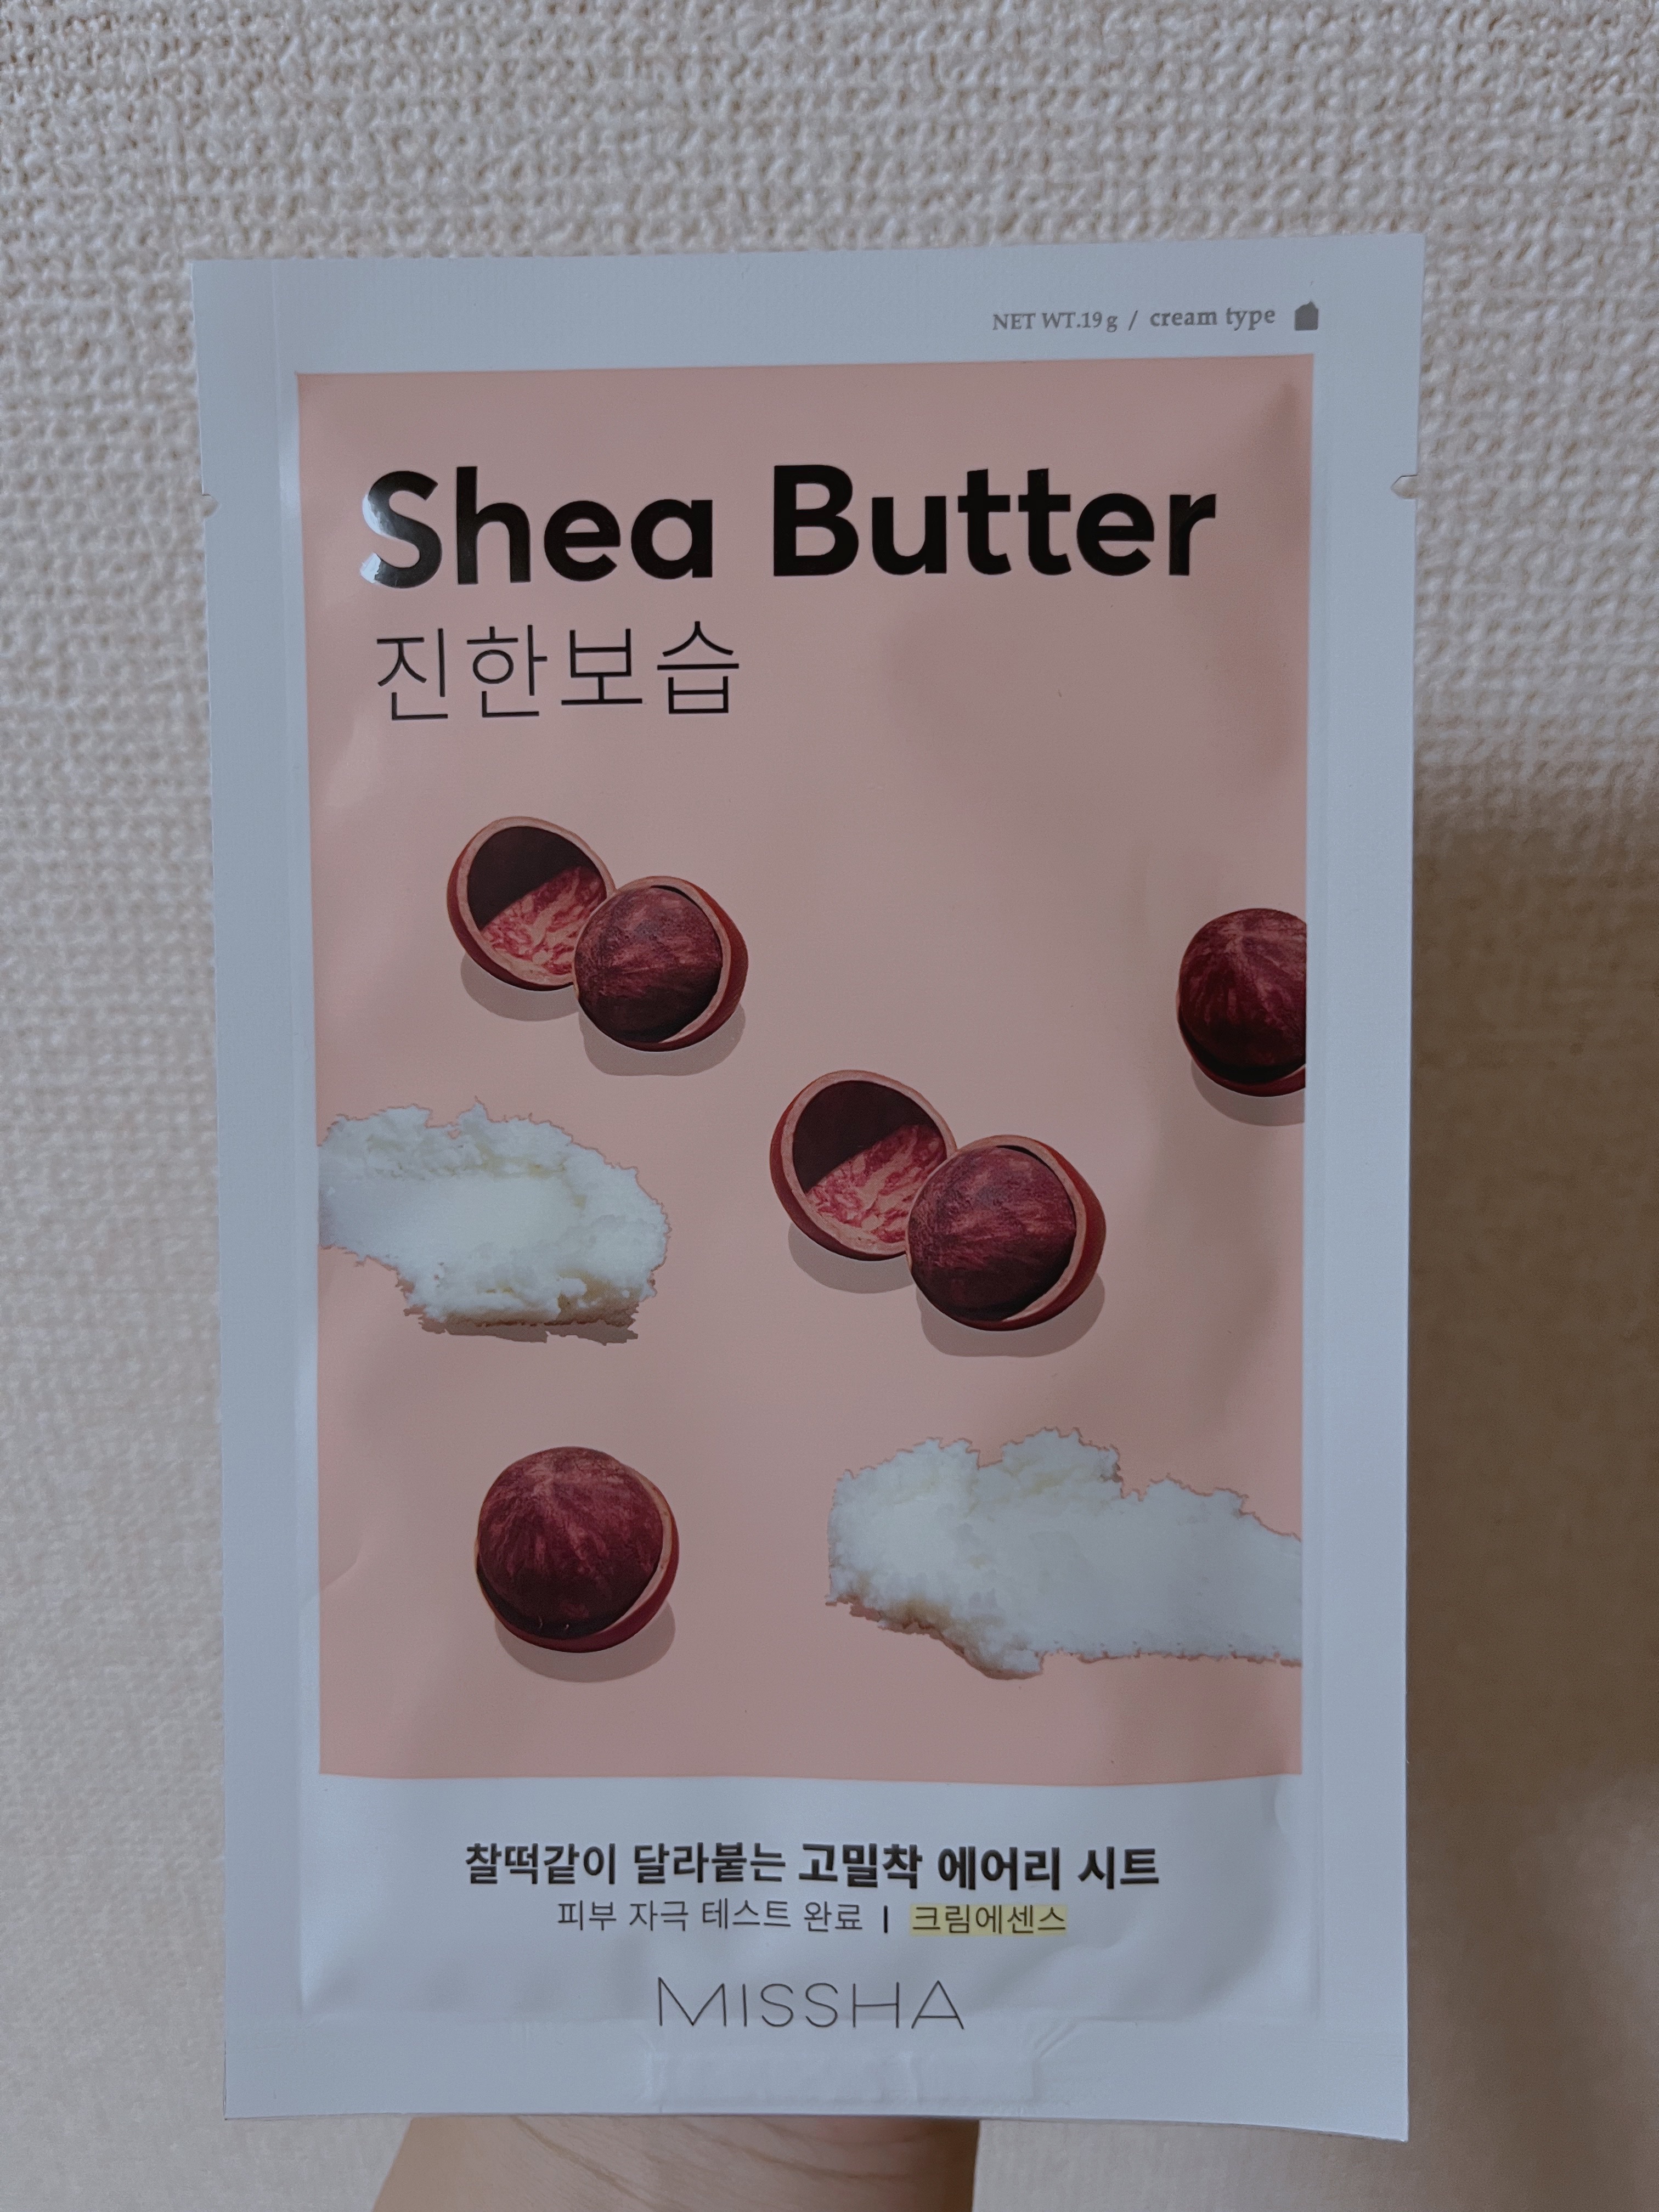 NET WT.19g / cream type
Shea Butter
진한보습
찰떡같이 달라붙는 고밀착 에어리 시트
피부 자극 테스트 완료 | 크림에센스
MISSHA